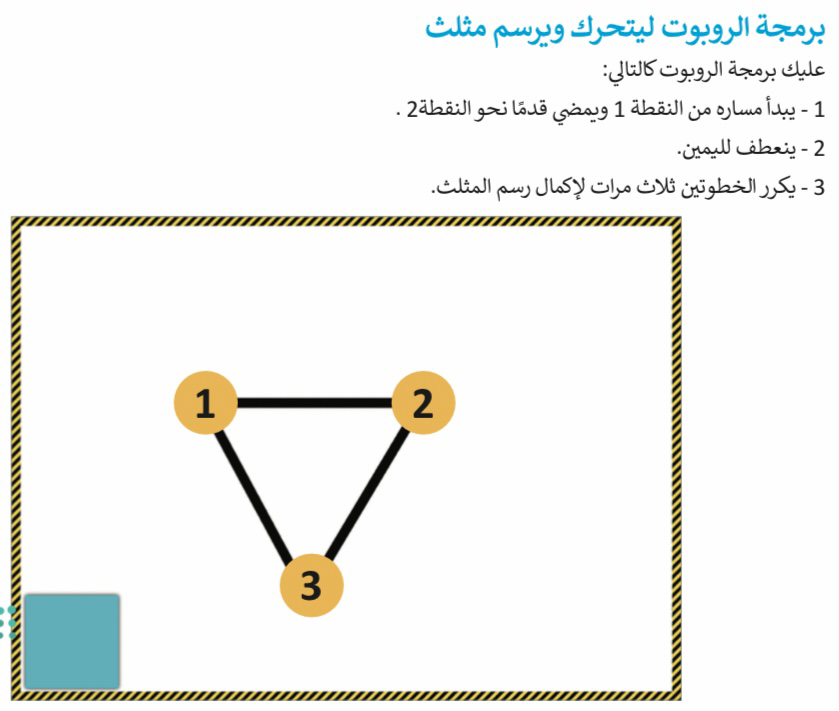 برمجة الروبوت ليتحرك ويرسم مثلث
عليك برمجة الروبوت كالتالي:
1 - يبدأ مساره من النقطة 1 ويمضي قدمًا نحو النقطة2 .
2 - ينعطف لليمين.
3 - يكرر الخطوتين ثلاث مرات لإكمال رسم المثلث.
1
2
3